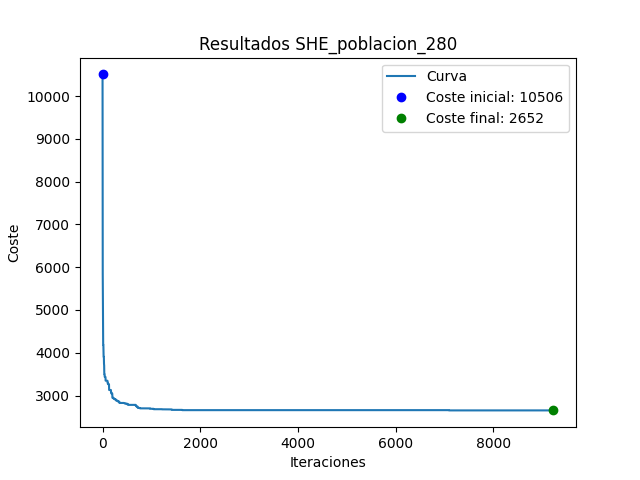 Resultados SHE_poblacion_280
Curva
Coste inicial: 10506
Coste final: 2652
Coste
10000
9000
8000
7000
6000
5000
4000
3000
0 2000 4000 6000 8000
Iteraciones